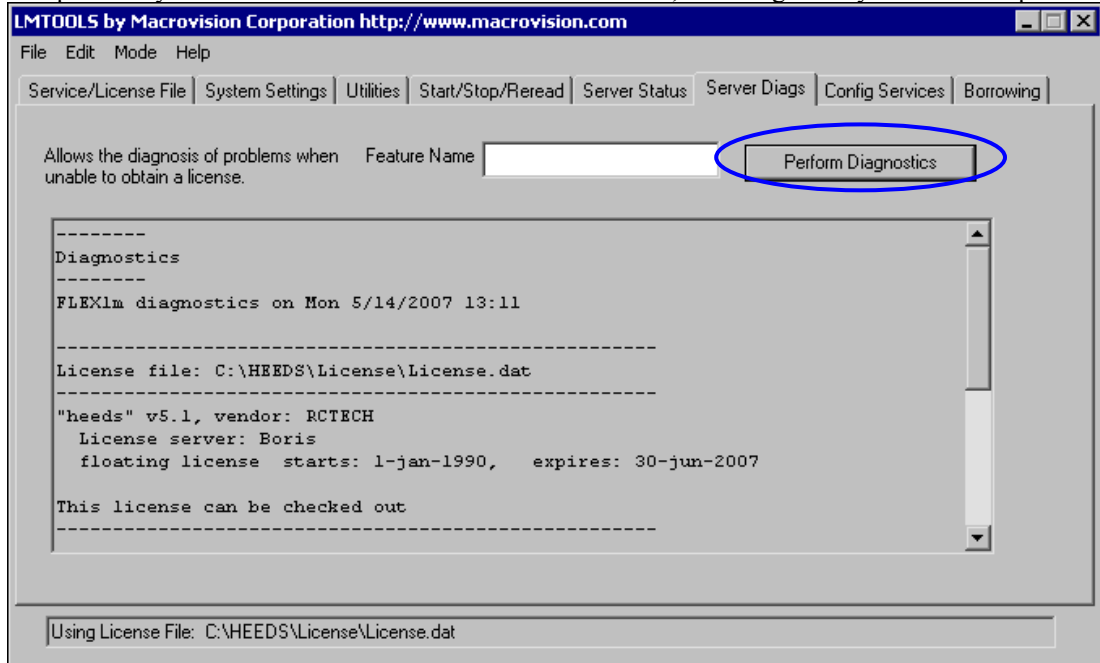 LMTOOLS by Macrovision Corporation http://www.macrovision.com
File Edit Mode Help
Service/License File System Settings Utilities Start/Stop/Reread Server Status Server Diags Config Services Borrowing
Allows the diagnosis of problems when
unable to obtain a license.
Feature Name
Perform Diagnostics
--------
Diagnostics
--------
FLEXlm diagnostics on Mon 5/14/2007 13:11
-----------------------------------------------------
License file: C:\HEEDS\License\License.dat
-----------------------------------------------------
"heeds" v5.1, vendor: RCTECH
License server: Boris
floating license starts: 1-jan-1990, expires: 30-jun-2007
This license can be checked out
-----------------------------------------------------
Using License File: C:\HEEDS\License\License.dat